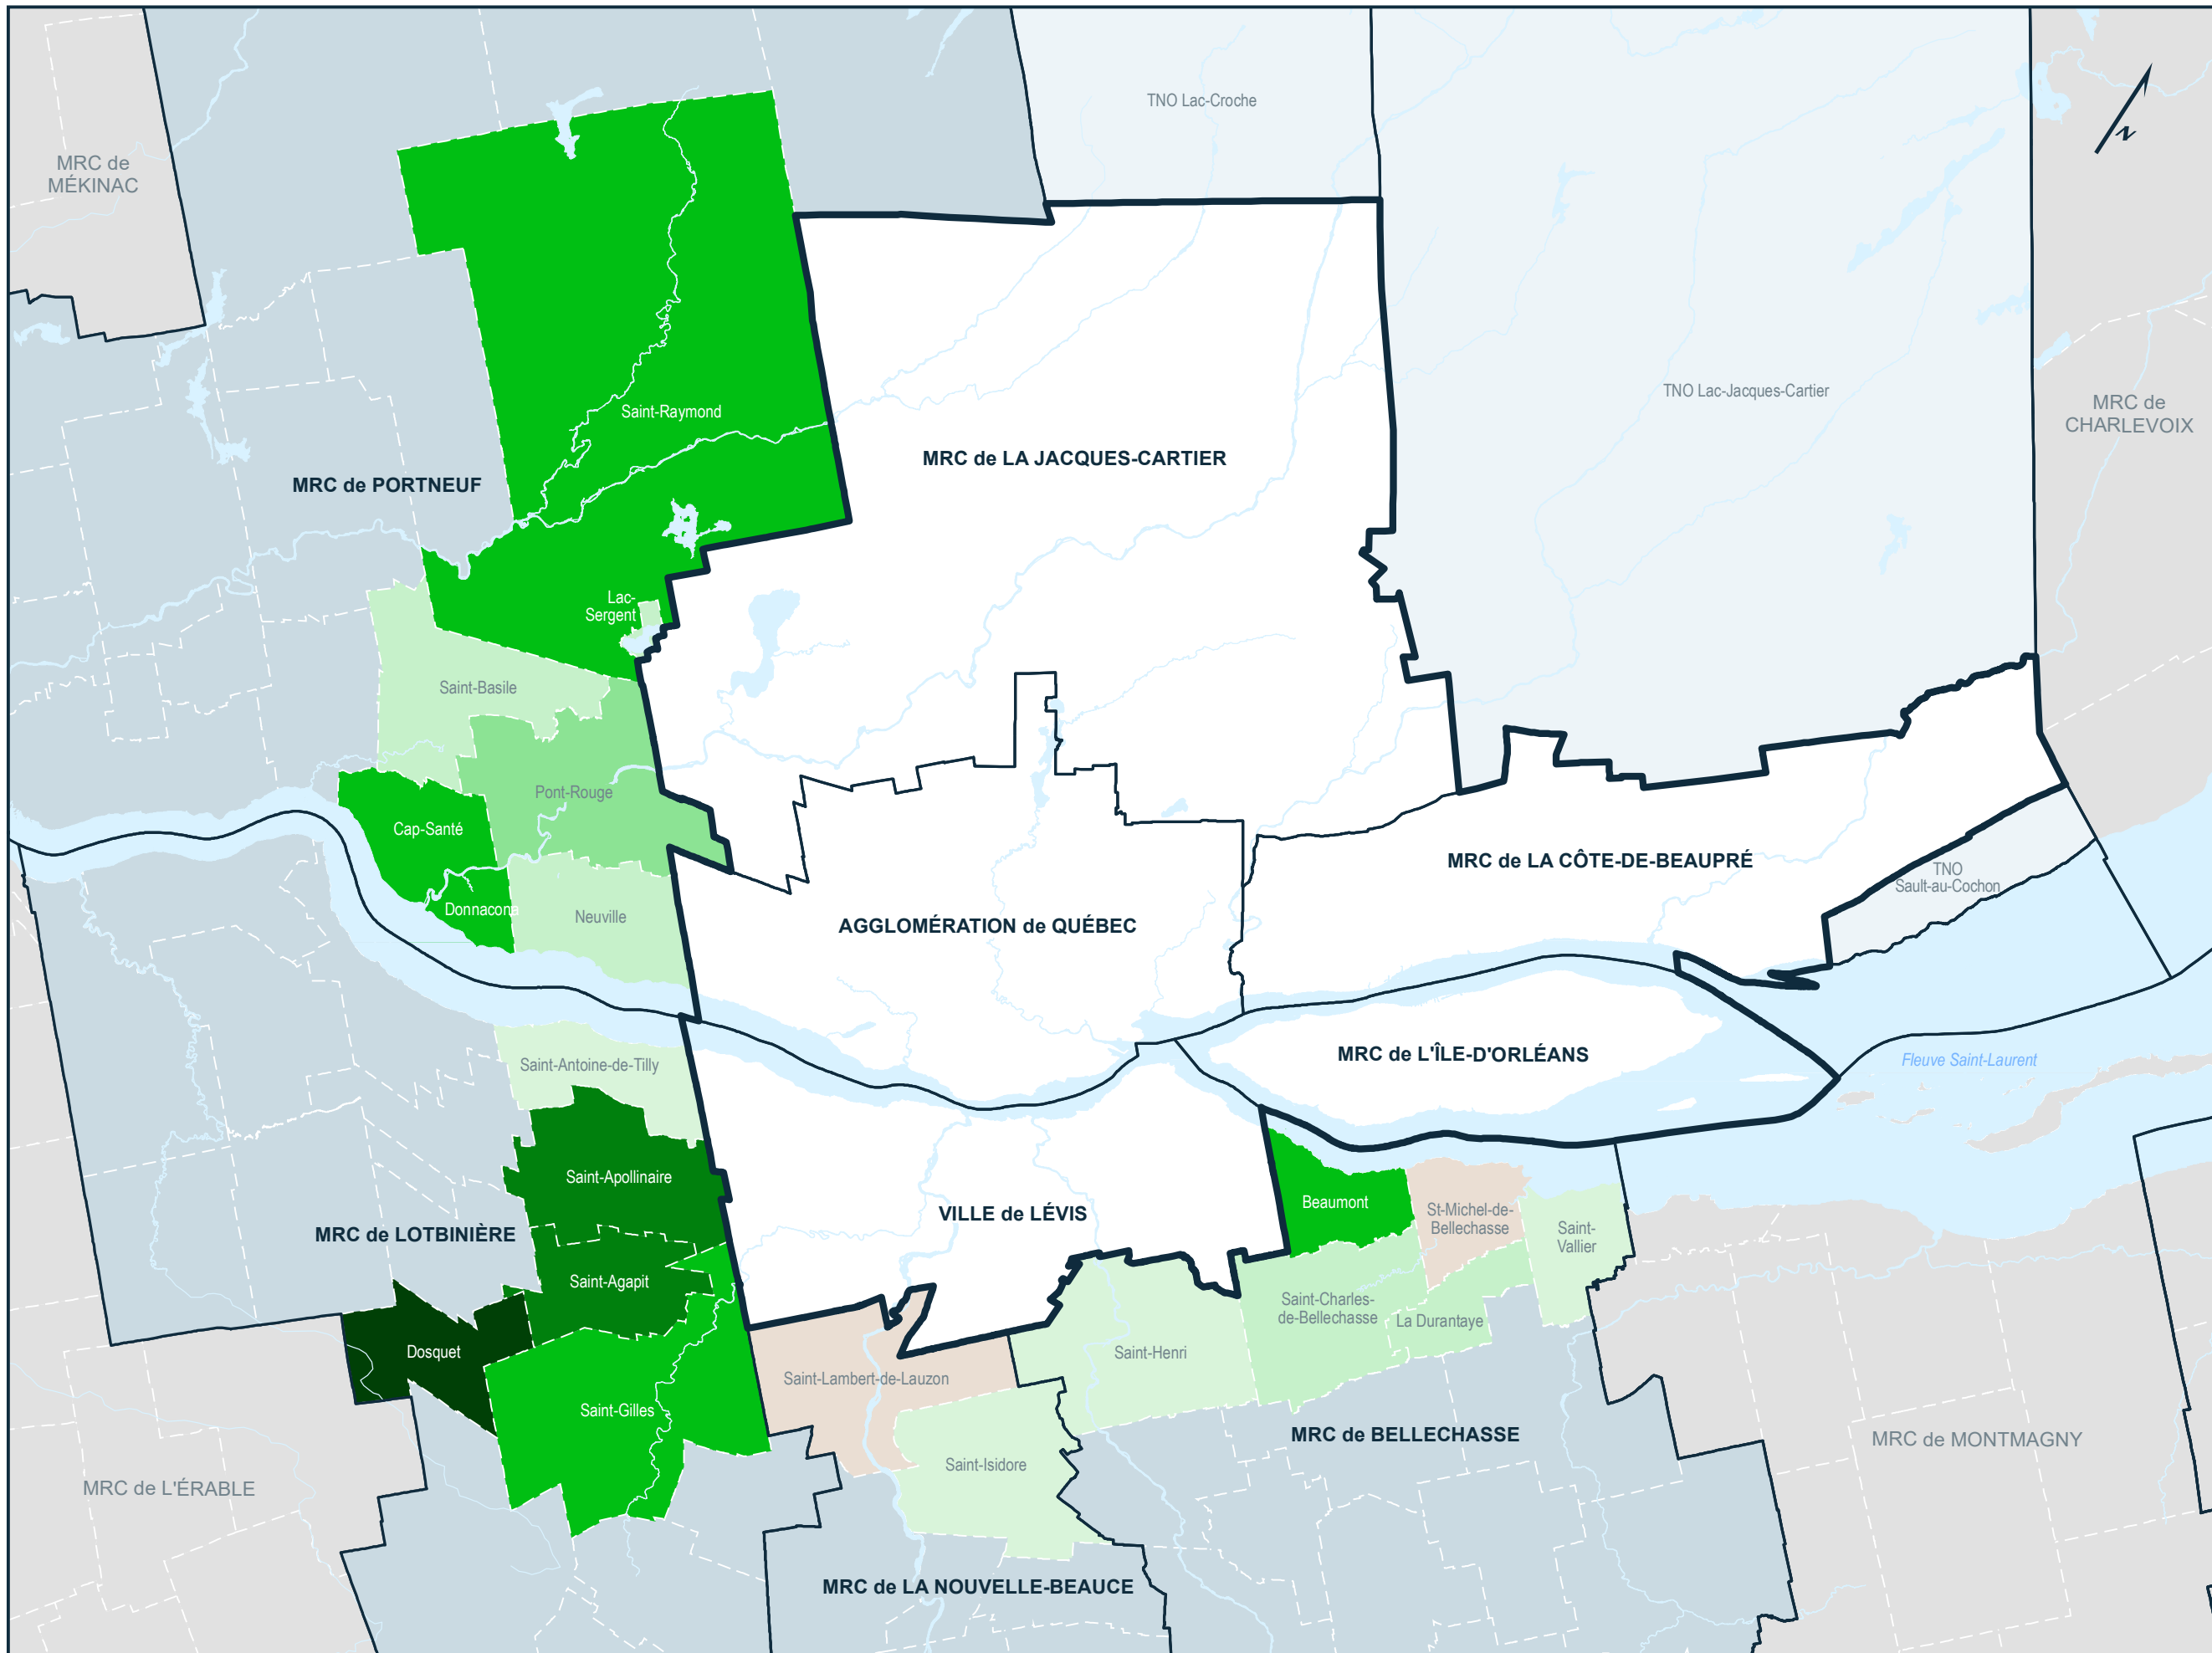 TNO Lac-Croche
N
MRC de
MÉKINAC
TNO Lac-Jacques-Cartier
MRC de
CHARLEVOIX
Saint-Raymond
MRC de LA JACQUES-CARTIER
MRC de PORTNEUF
Lac-
Sergent
Saint-Basile
Pont-Rouge
Cap-Santé
MRC de LA CÔTE-DE-BEAUPRÉ
TNO
Sault-au-Cochon
Donnacona
Neuville
AGGLOMÉRATION de QUÉBEC
MRC de L'ÎLE-D'ORLÉANS
Fleuve Saint-Laurent
Saint-Antoine-de-Tilly
Saint-Apollinaire
Beaumont
St-Michel-de-
Bellechasse
VILLE de LÉVIS
Saint-
Vallier
MRC de LOTBINIÈRE
Saint-Agapit
Saint-Charles-
de-Bellechasse
La Durantaye
Dosquet
Saint-Henri
Saint-Lambert-de-Lauzon
Saint-Gilles
MRC de BELLECHASSE
MRC de MONTMAGNY
Saint-Isidore
MRC de L'ÉRABLE
MRC de LA NOUVELLE-BEAUCE